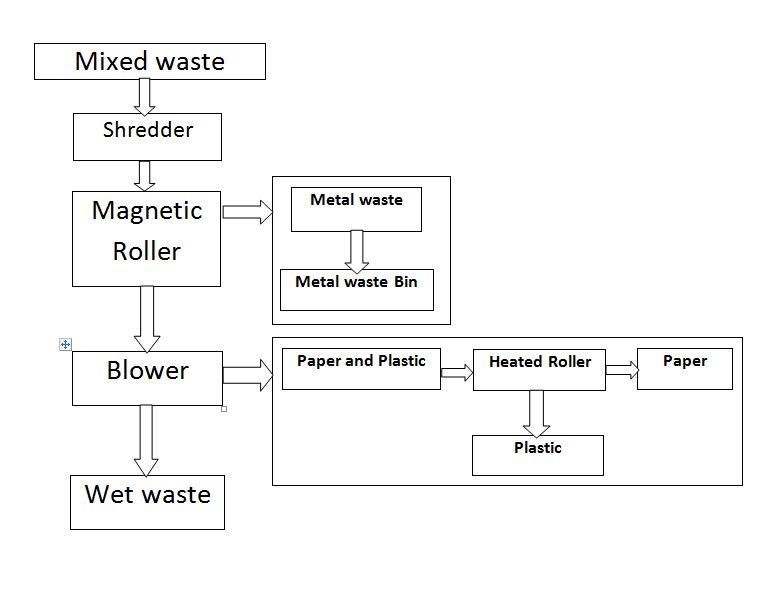 Mixed waste
Shredder
Magnetic
Roller
Metal waste
Metal waste Bin
Blower
Paper and Plastic
Heated Roller
Paper
Plastic
Wet waste